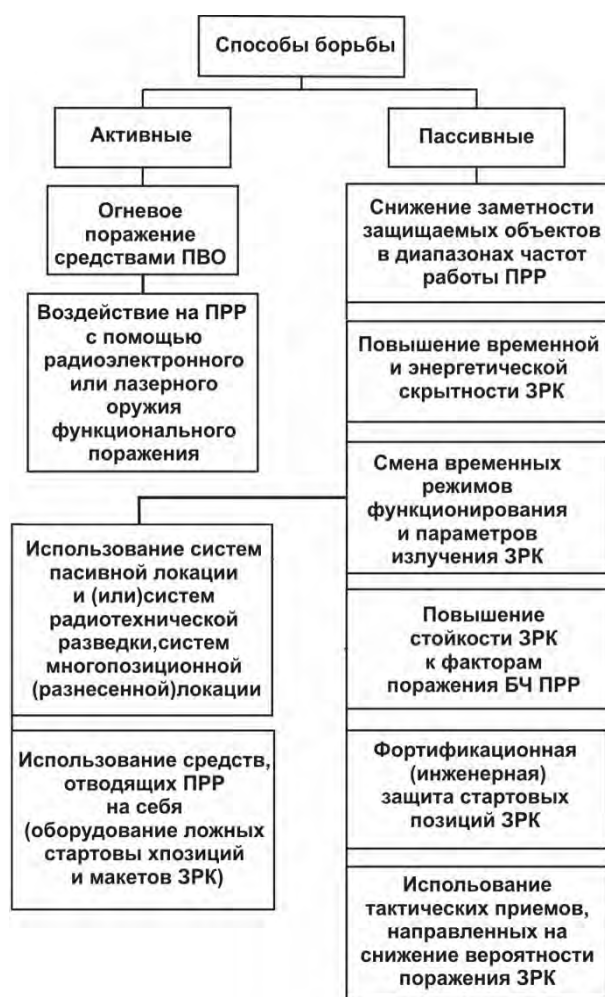 Способы борьбы
Активные
Пассивные
Огневое
поражение
средствами ПВО
Воздействие на ПРР
с помощью
радиоэлектронного
или лазерного
оружия
функционального
поражения
Снижение заметности
защищаемых объектов
в диапазонах частот
работы ПРР
Повышение временной
и энергетической
скрытности ЗРК
Смена временных
режимов
функционирования
и параметров
излучения ЗРК
Повышение
стойкости ЗРК
к факторам
поражения БЧ ПРР
Фортификационная
(инженерная)
защита стартовых
позиций ЗРК
Испольование
тактических приемов,
направленных на
снижение вероятности
поражения ЗРК
Использование систем
пасивной локации
и (или)систем
радиотехнической
разведки,систем
многопозиционной
(разнесенной)локации
Использование средств,
отводящих ПРР
на себя
(оборудование ложных
стартовы хпозиций
и макетов ЗРК)